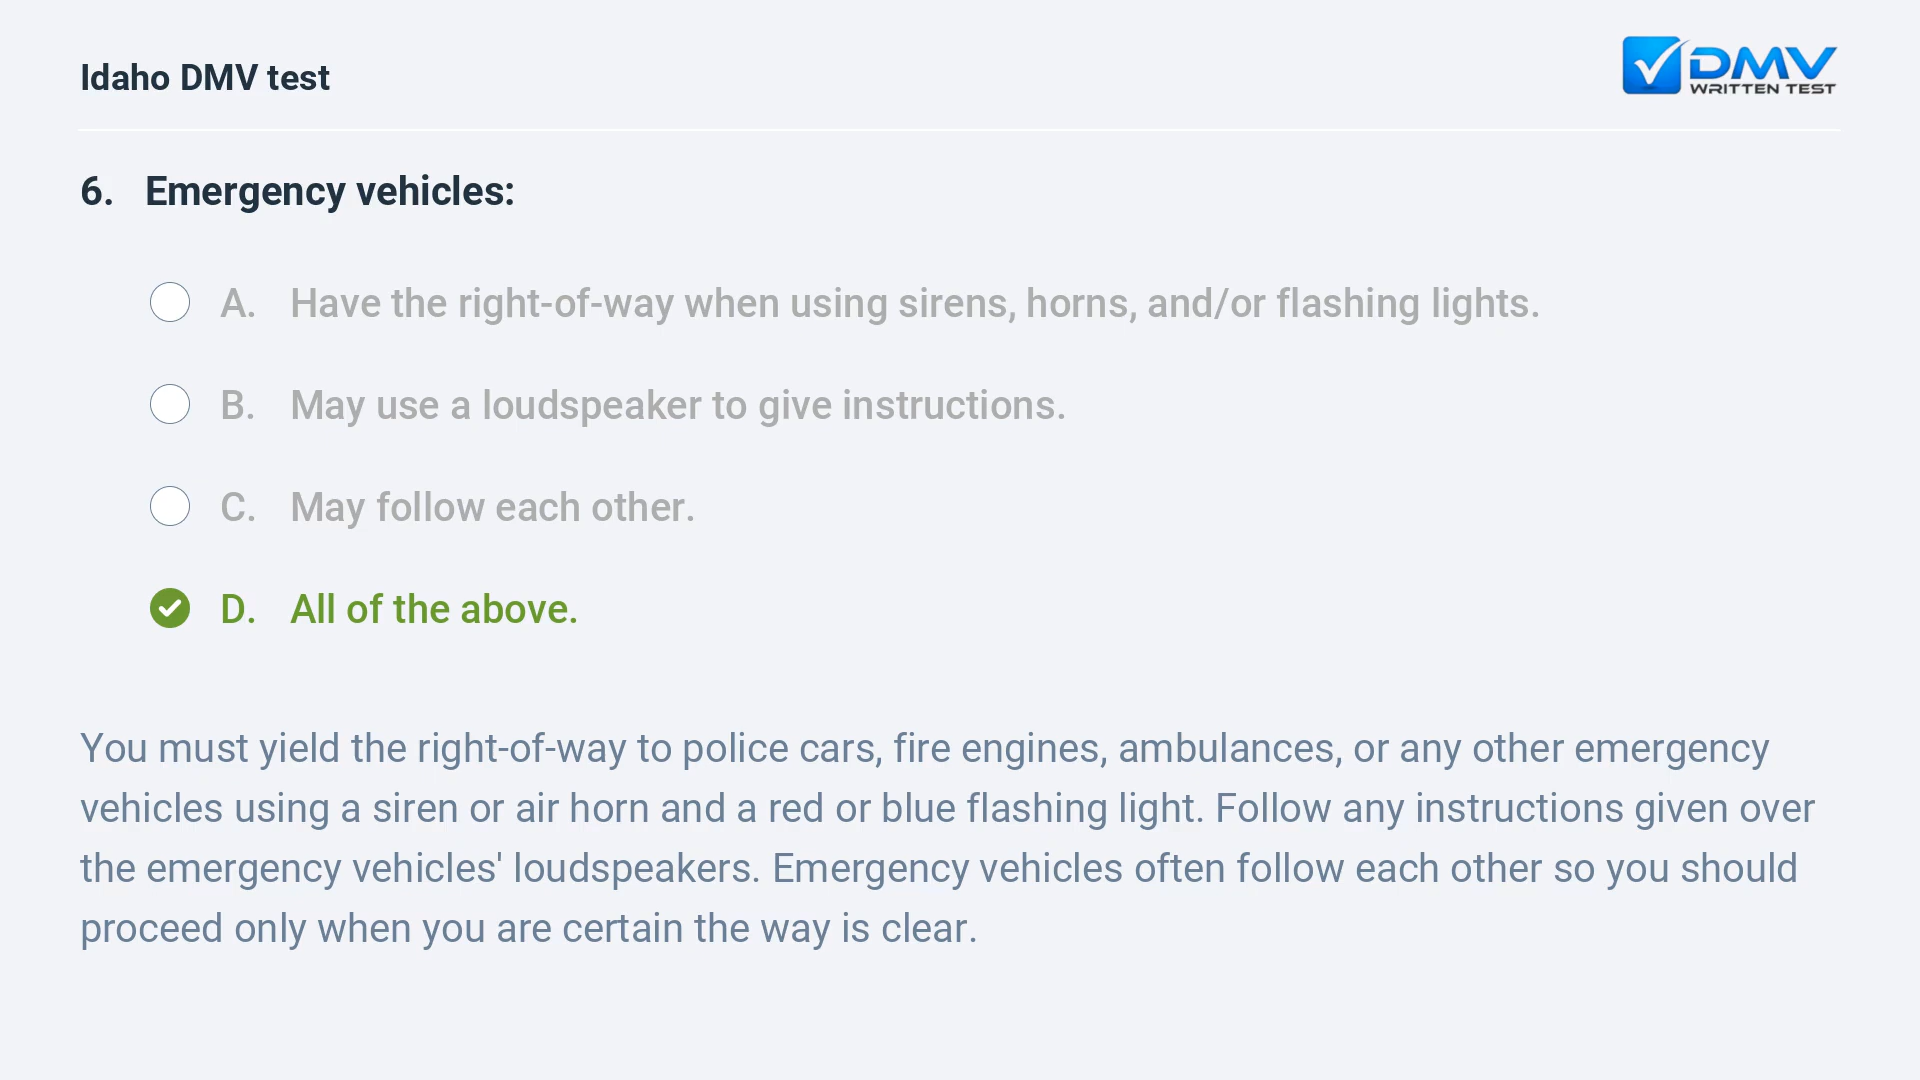 Idaho DMV test
DMV
WRITTEN TEST
6. Emergency vehicles:
A. Have the right-of-way when using sirens, horns, and/or flashing lights.
B. May use a loudspeaker to give instructions.
C. May follow each other.
D. All of the above.
You must yield the right-of-way to police cars, fire engines, ambulances, or any other emergency
vehicles using a siren or air horn and a red or blue flashing light. Follow any instructions given over
the emergency vehicles' loudspeakers. Emergency vehicles often follow each other so you should
proceed only when you are certain the way is clear.